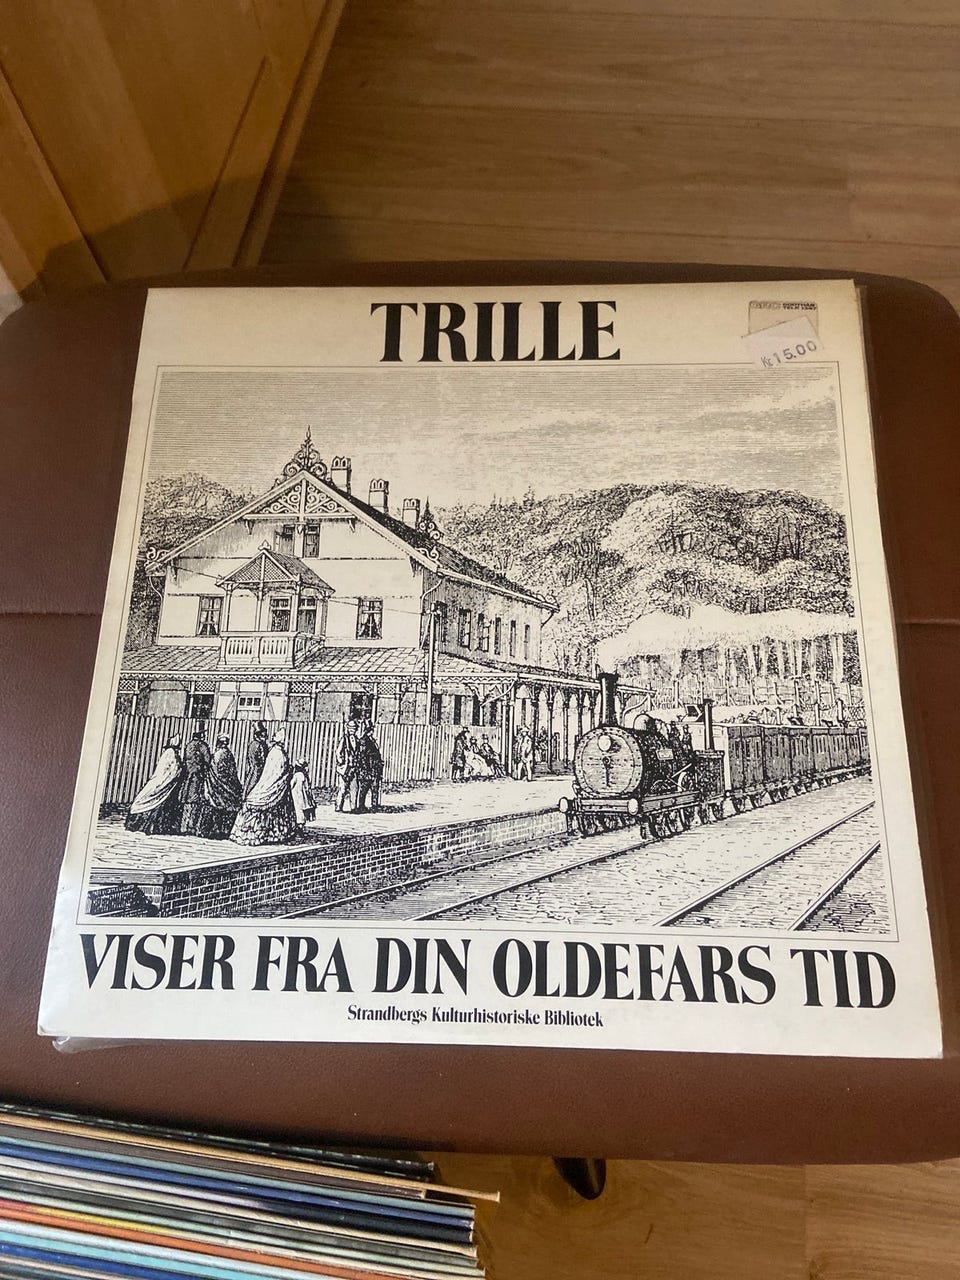 TRILLE
Kr 15.00
VISER FRA DIN OLDEFARS TID
Strandbergs Kulturhistoriske Bibliotek